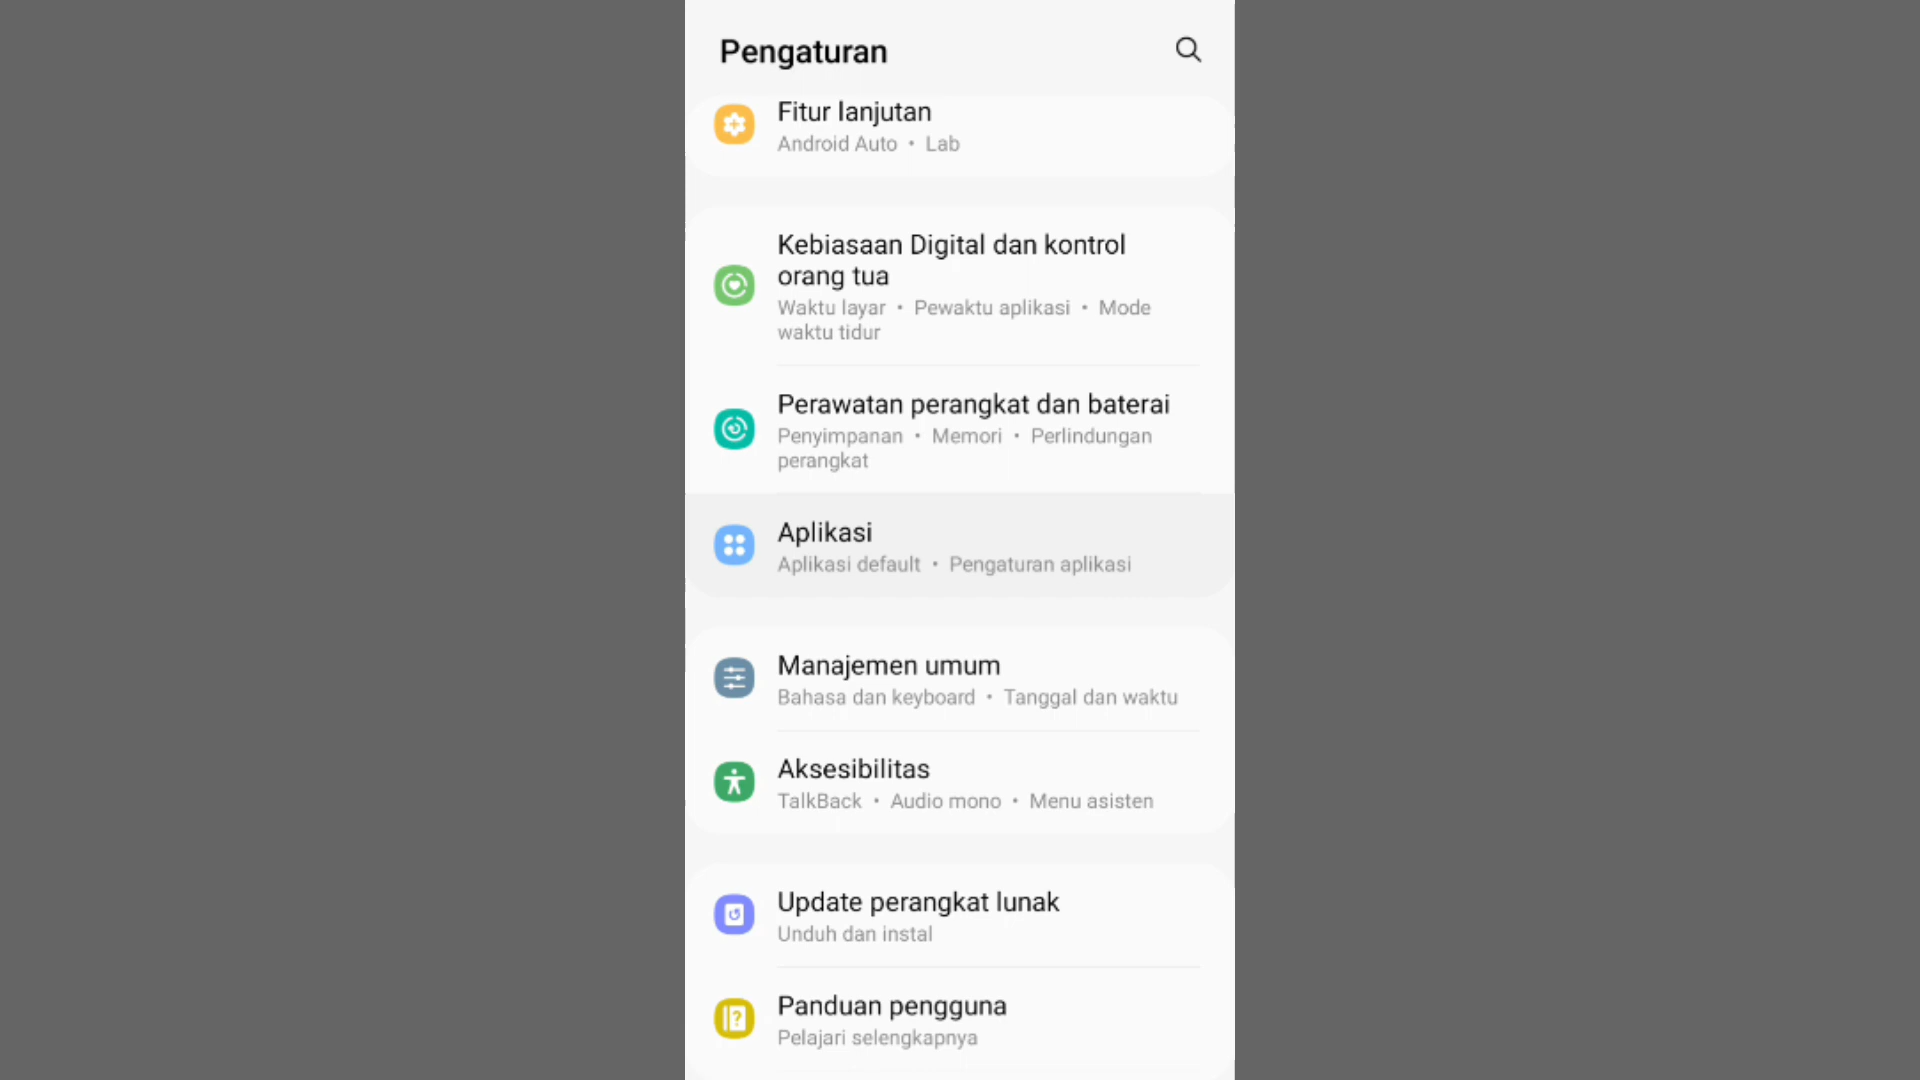 Pengaturan
Fitur lanjutan
Android Auto • Lab
Kebiasaan Digital dan kontrol
orang tua
Waktu layar • Pewaktu aplikasi • Mode
waktu tidur
Perawatan perangkat dan baterai
Penyimpanan • Memori • Perlindungan
perangkat
Aplikasi
Aplikasi default • Pengaturan aplikasi
Manajemen umum
Bahasa dan keyboard • Tanggal dan waktu
Aksesibilitas
TalkBack • Audio mono • Menu asisten
Update perangkat lunak
Unduh dan instal
Panduan pengguna
Pelajari selengkapnya